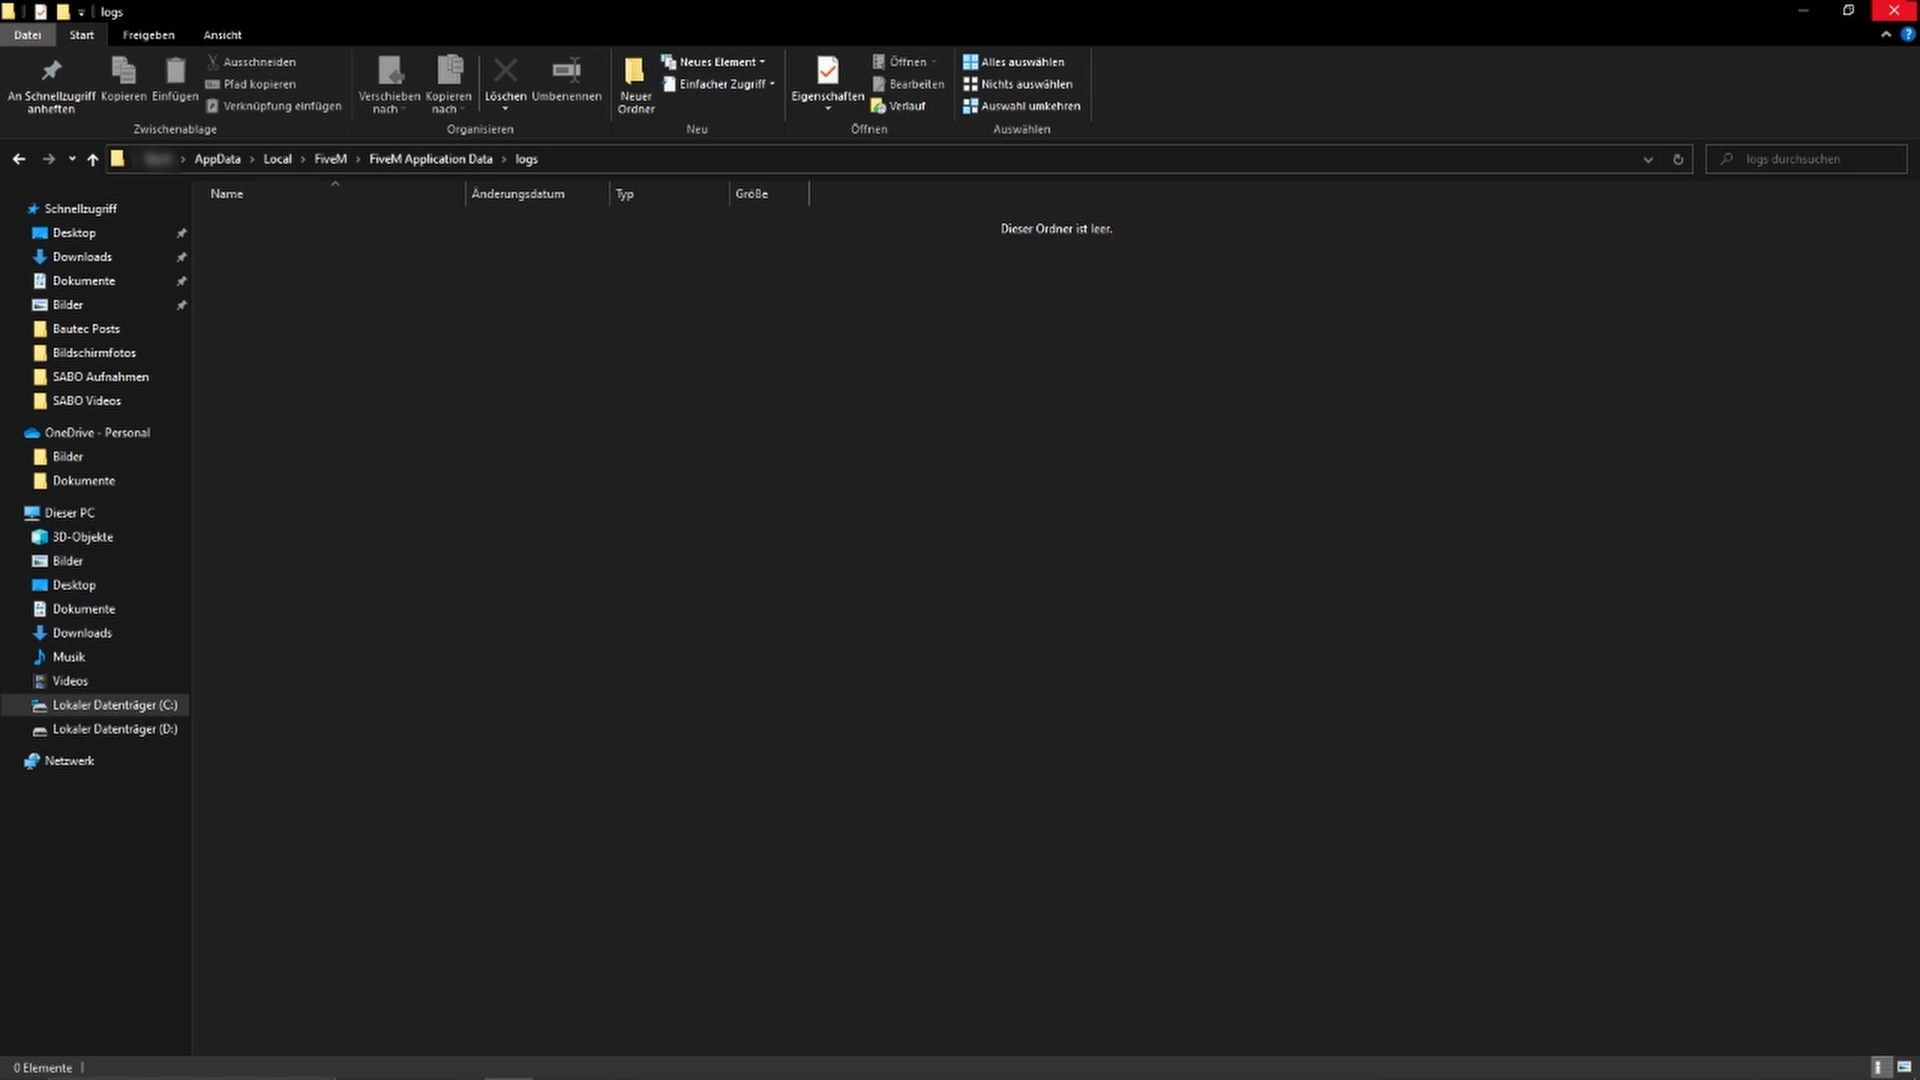 logs
Datei Start Freigeben Ansicht
An Schnellzugriff anheften
Kopieren
Einfügen
Ausschneiden
Pfad kopieren
Verknüpfung einfügen
Zwischenablage
Verschieben nach
Kopieren nach
Löschen
Umbenennen
Organisieren
Neuer Ordner
Neues Element
Einfacher Zugriff
Neu
Eigenschaften
Öffnen
Bearbeiten
Verlauf
Öffnen
Alles auswählen
Nichts auswählen
Auswahl umkehren
Auswählen
AppData › Local › FiveM › FiveM Application Data › logs
logs durchsuchen
Name Änderungsdatum Typ Größe
Dieser Ordner ist leer.
Schnellzugriff
Desktop
Downloads
Dokumente
Bilder
Bautec Posts
Bildschirmfotos
SABO Aufnahmen
SABO Videos
OneDrive - Personal
Bilder
Dokumente
Dieser PC
3D-Objekte
Bilder
Desktop
Dokumente
Downloads
Musik
Videos
Lokaler Datenträger (C:)
Lokaler Datenträger (D:)
Netzwerk
0 Elemente